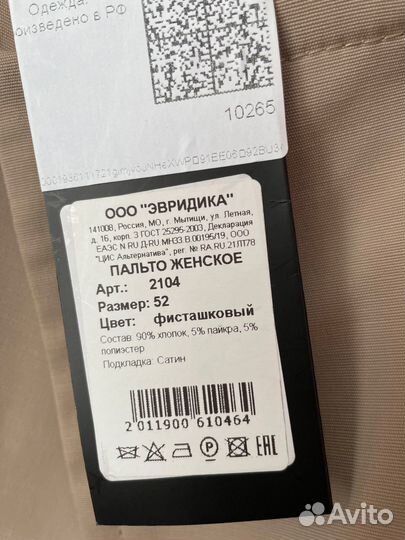 Одежда.
оизведено в РФ
10265
ООО "ЭВРИДИКА"
141008, Россия, МО, г. Мытищи, ул. Летная,
д. 16, корп. 3 ГОСТ 25295-2003, Декларация
ЕАЭС N RU Д-RU МН33.В.00195/19, ООО
"ЦИС Альтернатива", рег. № RA.RU.21ЛТ78
ПАЛЬТО ЖЕНСКОЕ
Арт.: 2104
Размер: 52
Цвет: фисташковый
Состав: 90% хлопок, 5% лайкра, 5%
полиэстер
Подкладка: Сатин
2 011900 610464
P EAC
Avito